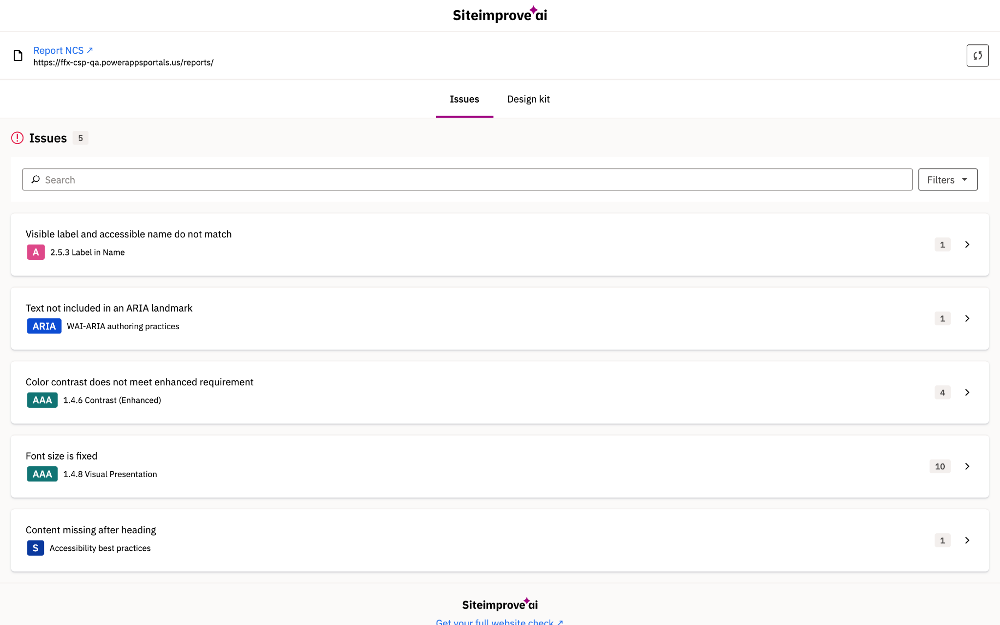 Siteimprove ai
Report NCS ↗
https://ffx-csp-qa.powerappsportals.us/reports/
Issues
Design kit
Issues 5
Search
Filters
Visible label and accessible name do not match
A 2.5.3 Label in Name
1
Text not included in an ARIA landmark
ARIA WAI-ARIA authoring practices
1
Color contrast does not meet enhanced requirement
AAA 1.4.6 Contrast (Enhanced)
4
Font size is fixed
AAA 1.4.8 Visual Presentation
10
Content missing after heading
S Accessibility best practices
1
Siteimprove ai
Get your full website check ↗